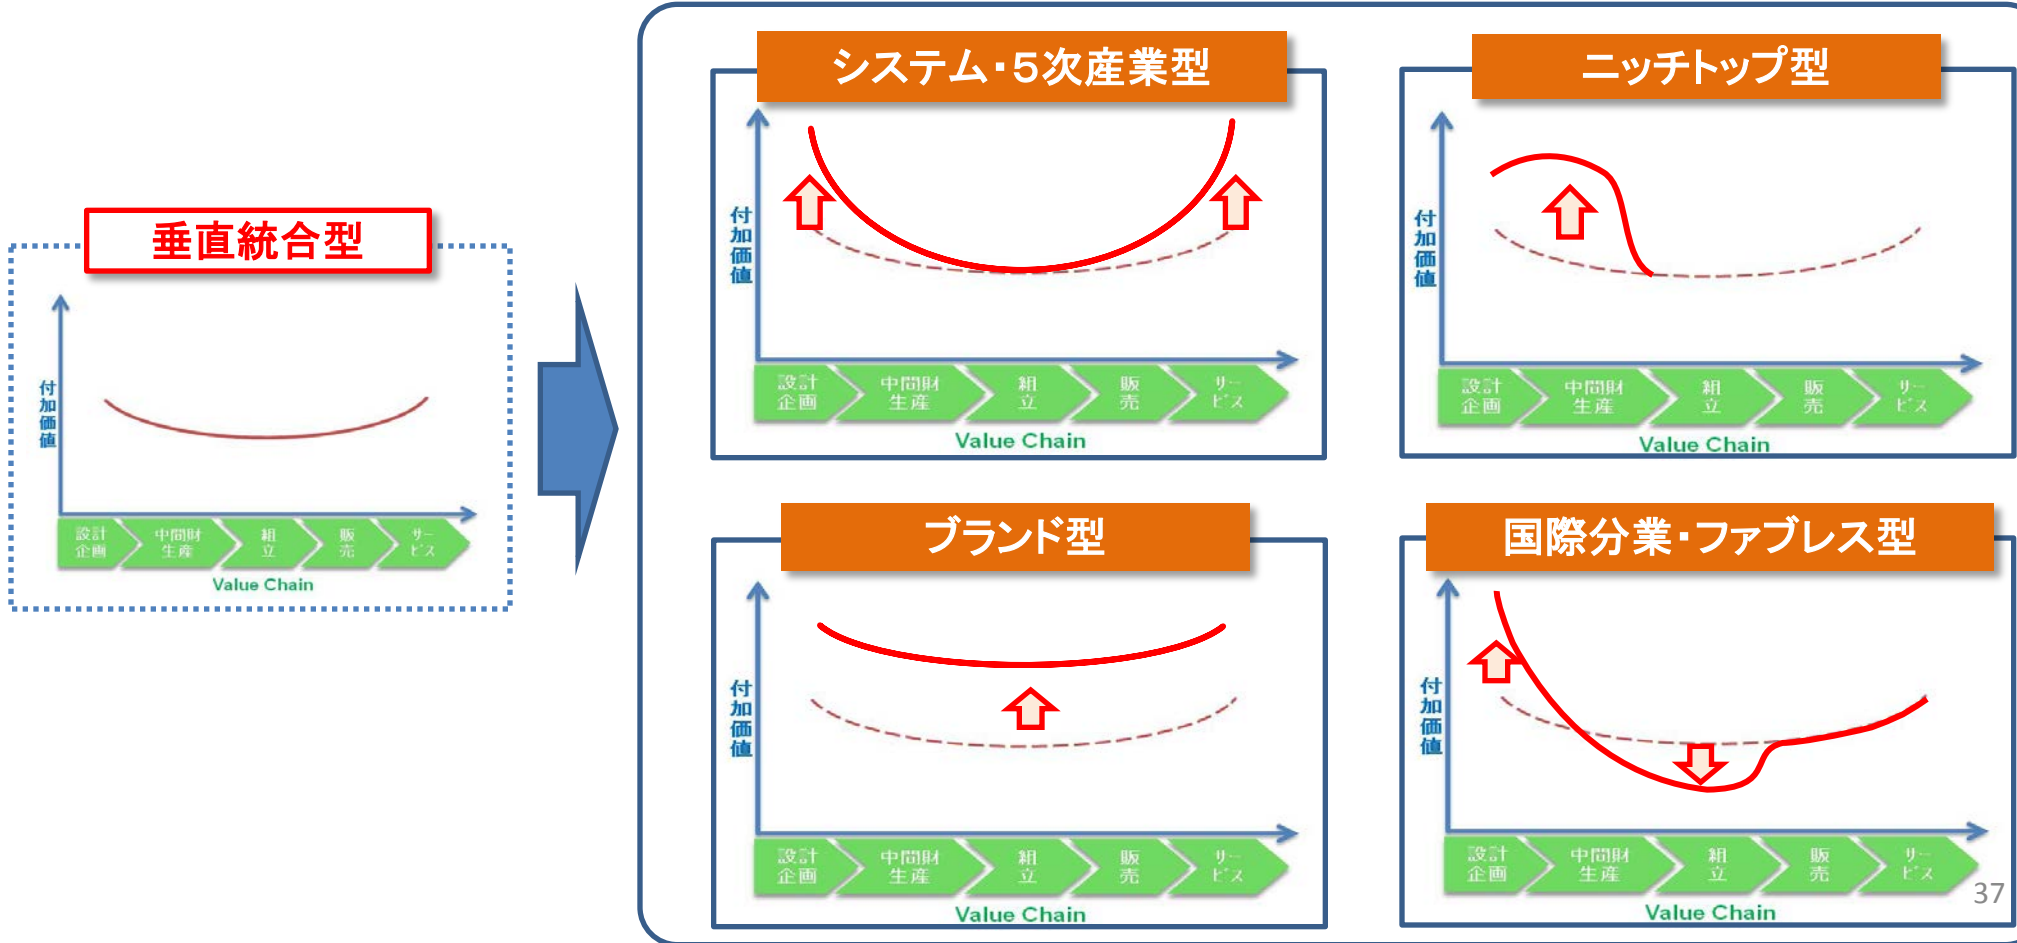 垂直統合型
付加価値
設計
企画
中間財
生産
組
立
販
売
サー
ビス
Value Chain
システム・5次産業型
付加価値
設計
企画
中間財
生産
組
立
販
売
サー
ビス
Value Chain
ニッチトップ型
付加価値
設計
企画
中間財
生産
組
立
販
売
サー
ビス
Value Chain
ブランド型
付加価値
設計
企画
中間財
生産
組
立
販
売
サー
ビス
Value Chain
国際分業・ファブレス型
付加価値
設計
企画
中間財
生産
組
立
販
売
サー
ビス
Value Chain
37